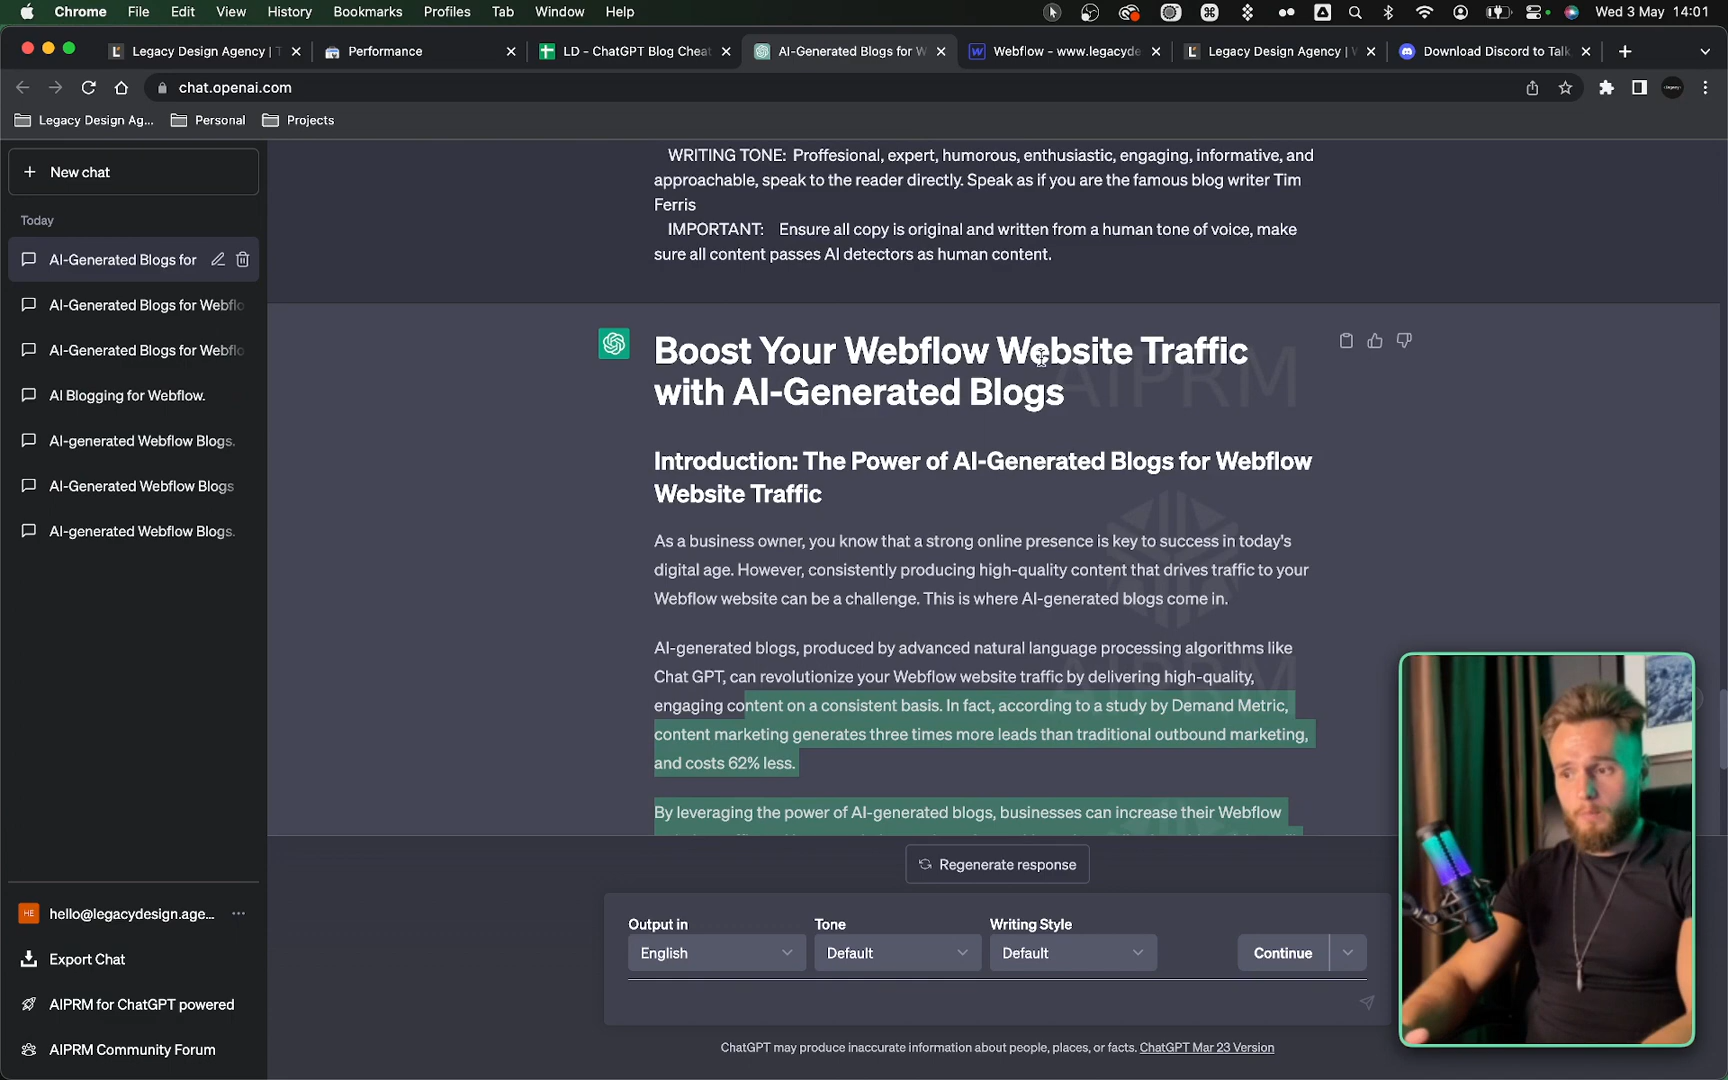 Chrome File Edit View History Bookmarks Profiles Tab Window Help Wed 3 May 14:01
Legacy Design Agency | T Performance LD - ChatGPT Blog Cheat AI-Generated Blogs for W Webflow - www.legacyde Legacy Design Agency | V Download Discord to Talk
chat.openai.com
Legacy Design Ag... Personal Projects
New chat
Today
AI-Generated Blogs for
AI-Generated Blogs for Webflo
AI-Generated Blogs for Webflo
AI Blogging for Webflow.
AI-generated Webflow Blogs.
AI-Generated Webflow Blogs
AI-generated Webflow Blogs.
HE hello@legacydesign.age...
Export Chat
AIPRM for ChatGPT powered
AIPRM Community Forum
WRITING TONE: Proffesional, expert, humorous, enthusiastic, engaging, informative, and
approachable, speak to the reader directly. Speak as if you are the famous blog writer Tim
Ferris
IMPORTANT: Ensure all copy is original and written from a human tone of voice, make
sure all content passes AI detectors as human content.
Boost Your Webflow Website Traffic
with AI-Generated Blogs
AIPRM
Introduction: The Power of AI-Generated Blogs for Webflow
Website Traffic
As a business owner, you know that a strong online presence is key to success in today's
digital age. However, consistently producing high-quality content that drives traffic to your
Webflow website can be a challenge. This is where AI-generated blogs come in.
AI-generated blogs, produced by advanced natural language processing algorithms like
Chat GPT, can revolutionize your Webflow website traffic by delivering high-quality,
AIPRM
engaging content on a consistent basis. In fact, according to a study by Demand Metric,
content marketing generates three times more leads than traditional outbound marketing,
and costs 62% less.
By leveraging the power of AI-generated blogs, businesses can increase their Webflow
Regenerate response
Output in Tone Writing Style
English Default Default Continue
ChatGPT may produce inaccurate information about people, places, or facts. ChatGPT Mar 23 Version